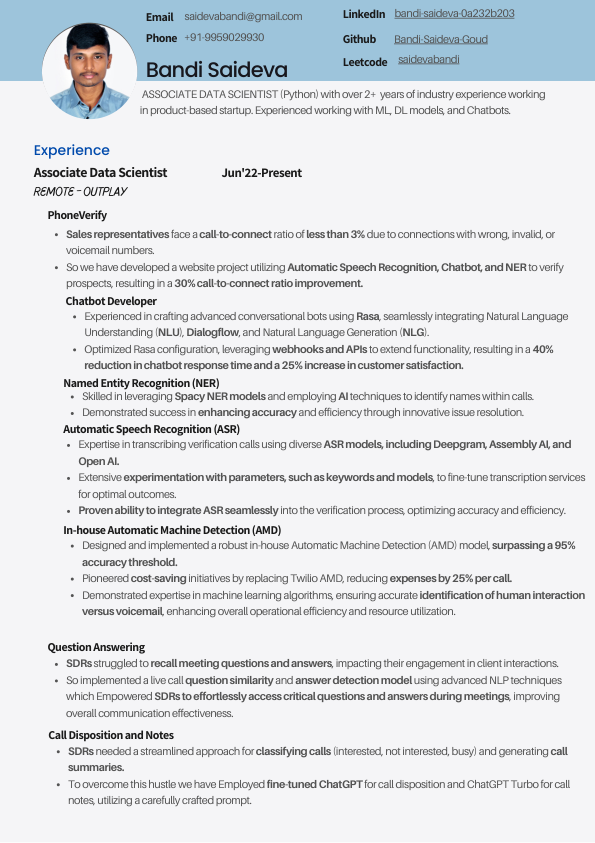 Email saidevabandi@gmail.com
LinkedIn bandi-saideva-0a232b203
Phone +91-9959029930
Github Bandi-Saideva-Goud
Leetcode saidevabandi
Bandi Saideva
ASSOCIATE DATA SCIENTIST (Python) with over 2+ years of industry experience working
in product-based startup. Experienced working with ML, DL models, and Chatbots.
Experience
Associate Data Scientist Jun'22-Present
REMOTE - OUTPLAY
PhoneVerify
• Sales representatives face a call-to-connect ratio of less than 3% due to connections with wrong, invalid, or
voicemail numbers.
• So we have developed a website project utilizing Automatic Speech Recognition, Chatbot, and NER to verify
prospects, resulting in a 30% call-to-connect ratio improvement.
Chatbot Developer
• Experienced in crafting advanced conversational bots using Rasa, seamlessly integrating Natural Language
Understanding (NLU), Dialogflow, and Natural Language Generation (NLG).
• Optimized Rasa configuration, leveraging webhooks and APIs to extend functionality, resulting in a 40%
reduction in chatbot response time and a 25% increase in customer satisfaction.
Named Entity Recognition (NER)
• Skilled in leveraging Spacy NER models and employing AI techniques to identify names within calls.
• Demonstrated success in enhancing accuracy and efficiency through innovative issue resolution.
Automatic Speech Recognition (ASR)
• Expertise in transcribing verification calls using diverse ASR models, including Deepgram, Assembly AI, and
Open AI.
• Extensive experimentation with parameters, such as keywords and models, to fine-tune transcription services
for optimal outcomes.
• Proven ability to integrate ASR seamlessly into the verification process, optimizing accuracy and efficiency.
In-house Automatic Machine Detection (AMD)
• Designed and implemented a robust in-house Automatic Machine Detection (AMD) model, surpassing a 95%
accuracy threshold.
• Pioneered cost-saving initiatives by replacing Twilio AMD, reducing expenses by 25% per call.
• Demonstrated expertise in machine learning algorithms, ensuring accurate identification of human interaction
versus voicemail, enhancing overall operational efficiency and resource utilization.
Question Answering
• SDRs struggled to recall meeting questions and answers, impacting their engagement in client interactions.
• So implemented a live call question similarity and answer detection model using advanced NLP techniques
which Empowered SDRs to effortlessly access critical questions and answers during meetings, improving
overall communication effectiveness.
Call Disposition and Notes
• SDRs needed a streamlined approach for classifying calls (interested, not interested, busy) and generating call
summaries.
• To overcome this hustle we have Employed fine-tuned ChatGPT for call disposition and ChatGPT Turbo for call
notes, utilizing a carefully crafted prompt.